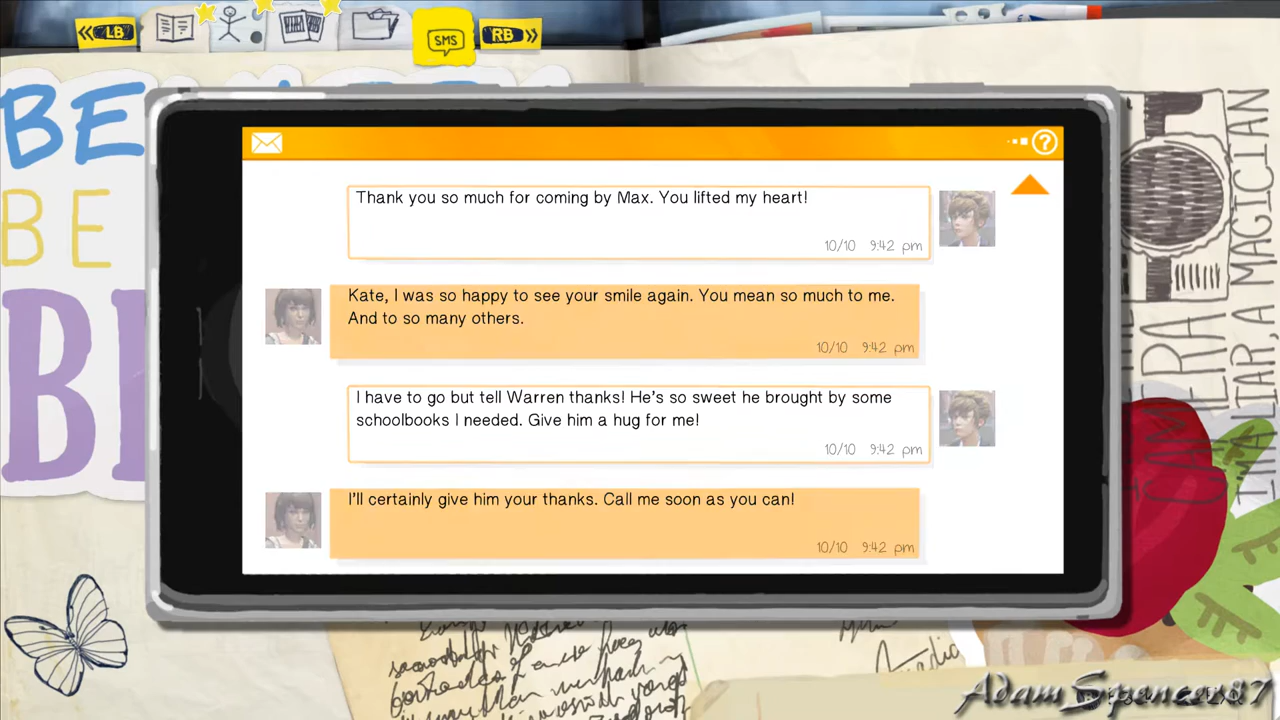 LB
SMS
RB
BE
BE
Thank you so much for coming by Max. You lifted my heart!
10/10 9:42 pm
Kate, I was so happy to see your smile again. You mean so much to me.
And to so many others.
10/10 9:42 pm
I have to go but tell Warren thanks! He's so sweet he brought by some
schoolbooks I needed. Give him a hug for me!
10/10 9:42 pm
I'll certainly give him your thanks. Call me soon as you can!
10/10 9:42 pm
CAMERA
I'M A LIAR, A MAGICIAN
AdamSpencer87